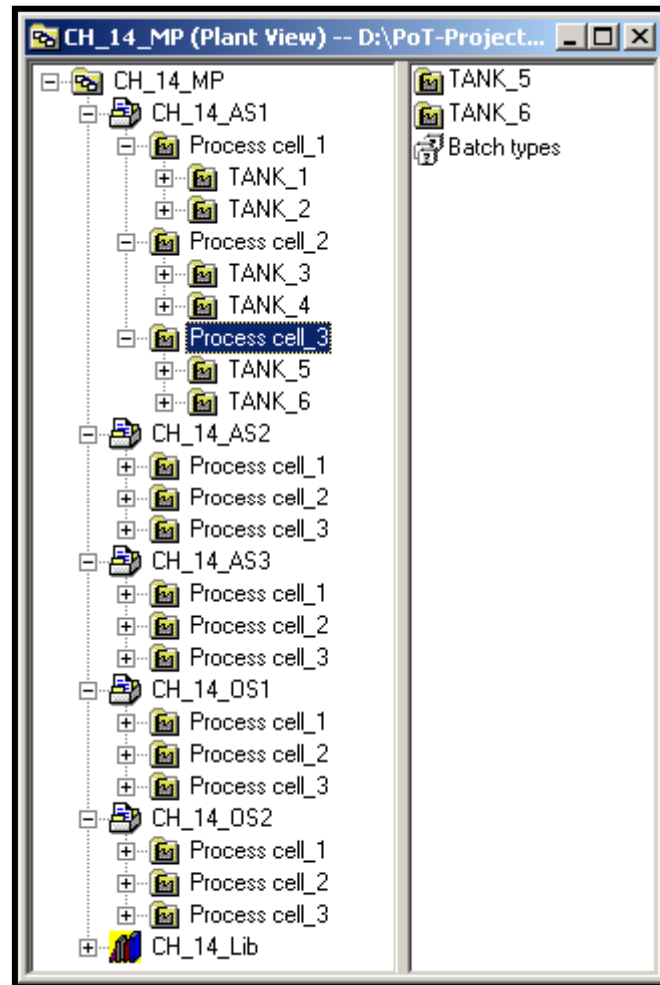 CH_14_MP (Plant View) -- D:\PoT-Project...
CH_14_MP
CH_14_AS1
Process cell_1
TANK_1
TANK_2
Process cell_2
TANK_3
TANK_4
Process cell_3
TANK_5
TANK_6
CH_14_AS2
Process cell_1
Process cell_2
Process cell_3
CH_14_AS3
Process cell_1
Process cell_2
Process cell_3
CH_14_OS1
Process cell_1
Process cell_2
Process cell_3
CH_14_OS2
Process cell_1
Process cell_2
Process cell_3
CH_14_Lib
TANK_5
TANK_6
Batch types